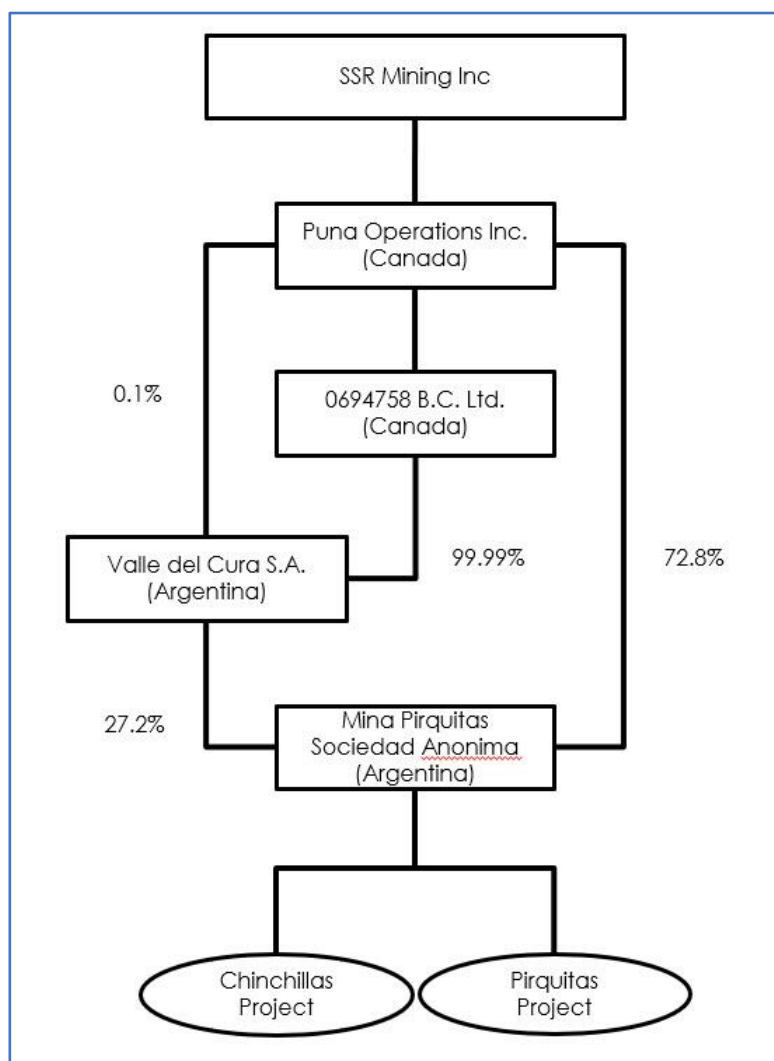 SSR Mining Inc
Puna Operations Inc.
(Canada)
0.1%
0694758 B.C. Ltd.
(Canada)
Valle del Cura S.A.
(Argentina)
99.99%
72.8%
27.2%
Mina Pirquitas
Sociedad Anonima
(Argentina)
Chinchillas
Project
Pirquitas
Project